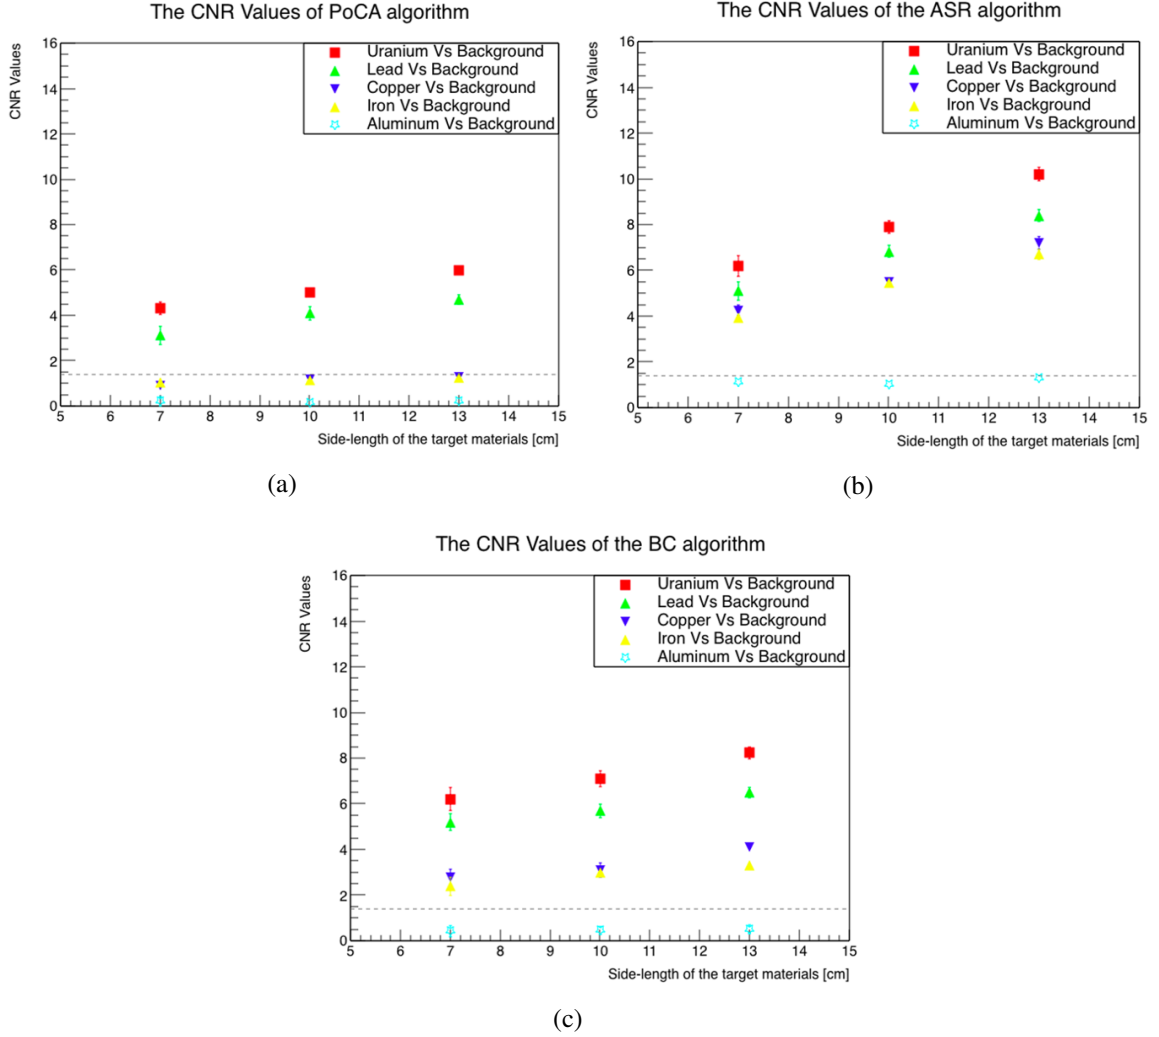 The CNR Values of PoCA algorithm
CNR Values
16
14
12
10
8
6
4
2
0
Uranium Vs Background
Lead Vs Background
Copper Vs Background
Iron Vs Background
Aluminum Vs Background
5 6 7 8 9 10 11 12 13 14 15
Side-length of the target materials [cm]
(a)
The CNR Values of the ASR algorithm
CNR Values
16
14
12
10
8
6
4
2
0
Uranium Vs Background
Lead Vs Background
Copper Vs Background
Iron Vs Background
Aluminum Vs Background
5 6 7 8 9 10 11 12 13 14 15
Side-length of the target materials [cm]
(b)
The CNR Values of the BC algorithm
CNR Values
16
14
12
10
8
6
4
2
0
Uranium Vs Background
Lead Vs Background
Copper Vs Background
Iron Vs Background
Aluminum Vs Background
5 6 7 8 9 10 11 12 13 14 15
Side-length of the target materials [cm]
(c)